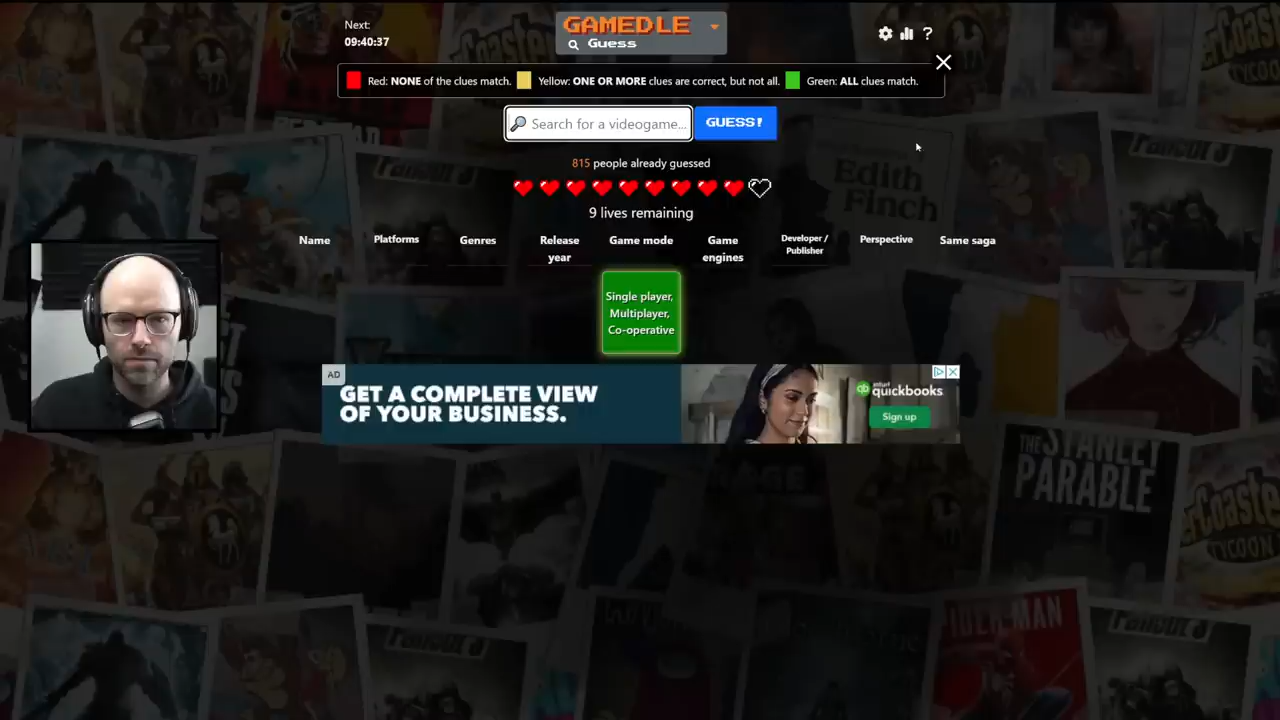 Next:
09:40:37
GAMEDLE
Guess
Red: NONE of the clues match.
Yellow: ONE OR MORE clues are correct, but not all.
Green: ALL clues match.
Search for a videogame...
GUESS!
815 people already guessed
9 lives remaining
Name
Platforms
Genres
Release
year
Game mode
Game
engines
Developer /
Publisher
Perspective
Same saga
Single player,
Multiplayer,
Co-operative
AD
GET A COMPLETE VIEW
OF YOUR BUSINESS.
intuit
quickbooks
Sign up
Edith
Finch
THE STANLEY
PARABLE